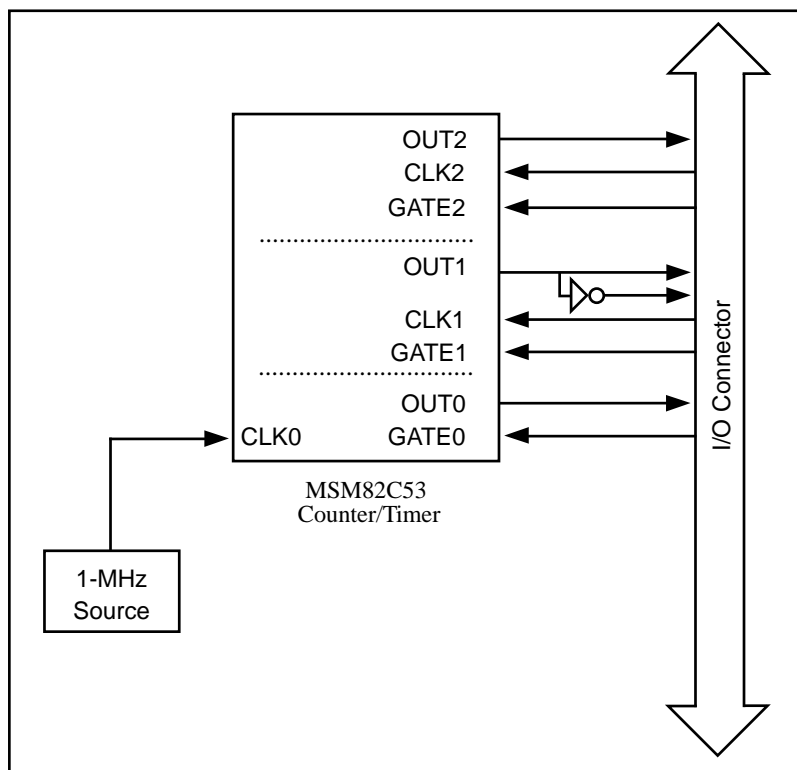 OUT2
CLK2
GATE2
OUT1
CLK1
GATE1
OUT0
CLK0 GATE0
MSM82C53
Counter/Timer
1-MHz
Source
I/O Connector